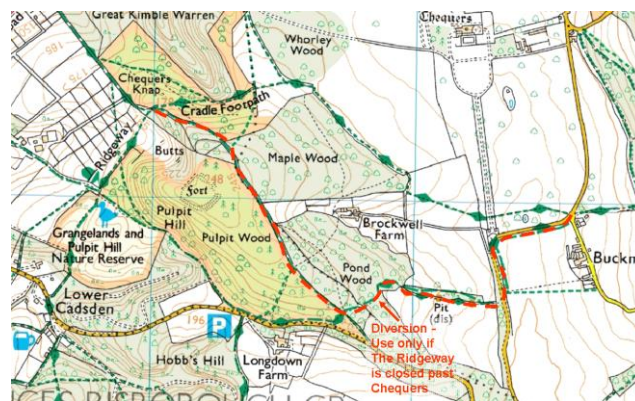 Great Kimble Warren
Chequers
Whorley
Wood
Chequers
Knap
Cradle Footpath
Ridgeway
Butts
Maple Wood
Fort
248
Pulpit
Hill
Pulpit Wood
Grangelands and
Pulpit Hill
Nature Reserve
Brockwell
Farm
Pond
Wood
Buckm
Lower
Cadsden
196
P
Pit
(dis)
Diversion -
Use only if
The Ridgeway
is closed past
Chequers
Hobb's Hill
Longdown
Farm